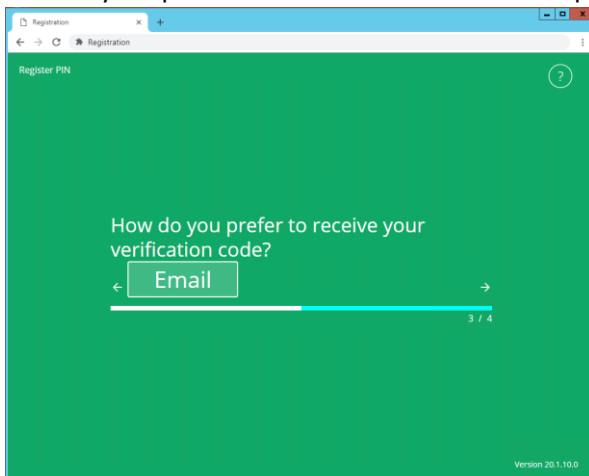 Registration
Registration
Register PIN
?
How do you prefer to receive your
verification code?
Email
3 / 4
Version 20.1.10.0